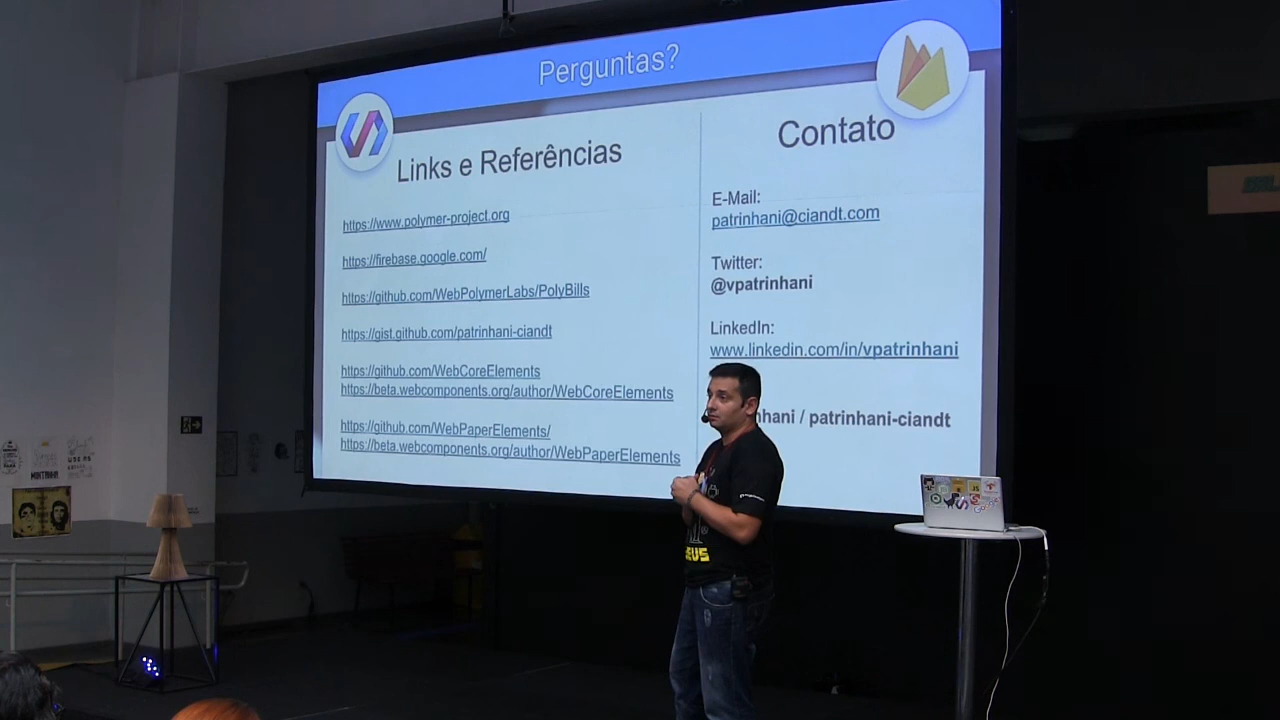 Perguntas?
Links e Referências
https://www.polymer-project.org
https://firebase.google.com/
https://github.com/WebPolymerLabs/PolyBills
https://gist.github.com/patrinhani-ciandt
https://github.com/WebCoreElements
https://beta.webcomponents.org/author/WebCoreElements
https://github.com/WebPaperElements/
https://beta.webcomponents.org/author/WebPaperElements
Contato
E-Mail:
patrinhani@ciandt.com
Twitter:
@vpatrinhani
LinkedIn:
www.linkedin.com/in/vpatrinhani
nhani / patrinhani-ciandt
EUS
JS